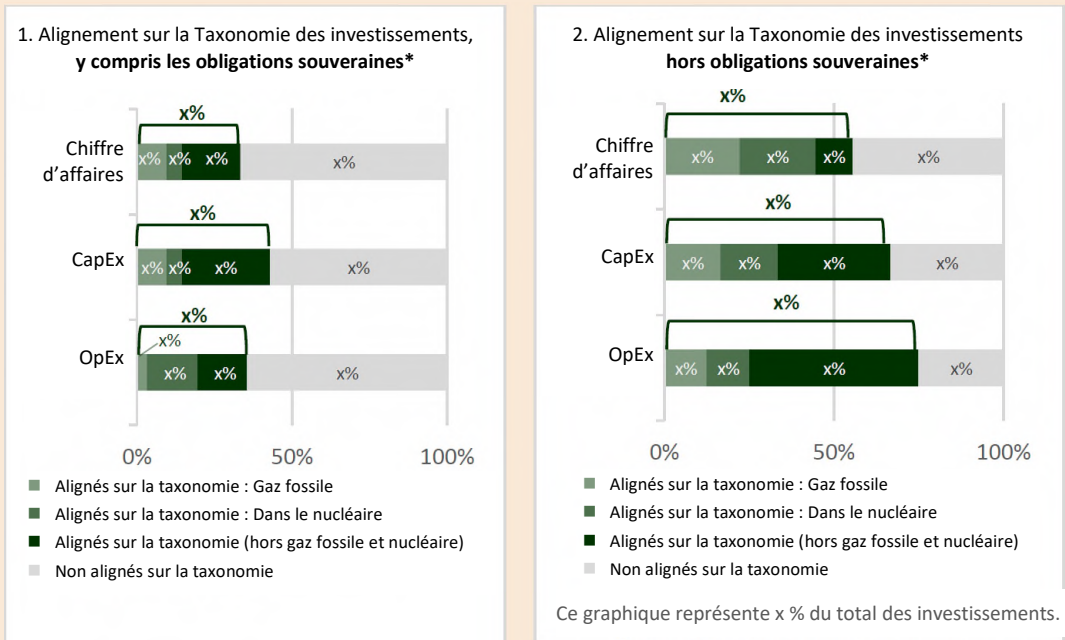 1. Alignement sur la Taxonomie des investissements,
y compris les obligations souveraines*
x%
Chiffre
d’affaires
x% x% x% x%
x%
CapEx
x% x% x% x%
x%
x%
OpEx
x% x% x%
0% 50% 100%
Alignés sur la taxonomie : Gaz fossile
Alignés sur la taxonomie : Dans le nucléaire
Alignés sur la taxonomie (hors gaz fossile et nucléaire)
Non alignés sur la taxonomie
2. Alignement sur la Taxonomie des investissements
hors obligations souveraines*
x%
Chiffre
d’affaires
x% x% x% x%
x%
CapEx
x% x% x% x%
x%
OpEx
x% x% x% x%
0% 50% 100%
Alignés sur la taxonomie : Gaz fossile
Alignés sur la taxonomie : Dans le nucléaire
Alignés sur la taxonomie (hors gaz fossile et nucléaire)
Non alignés sur la taxonomie
Ce graphique représente x % du total des investissements.